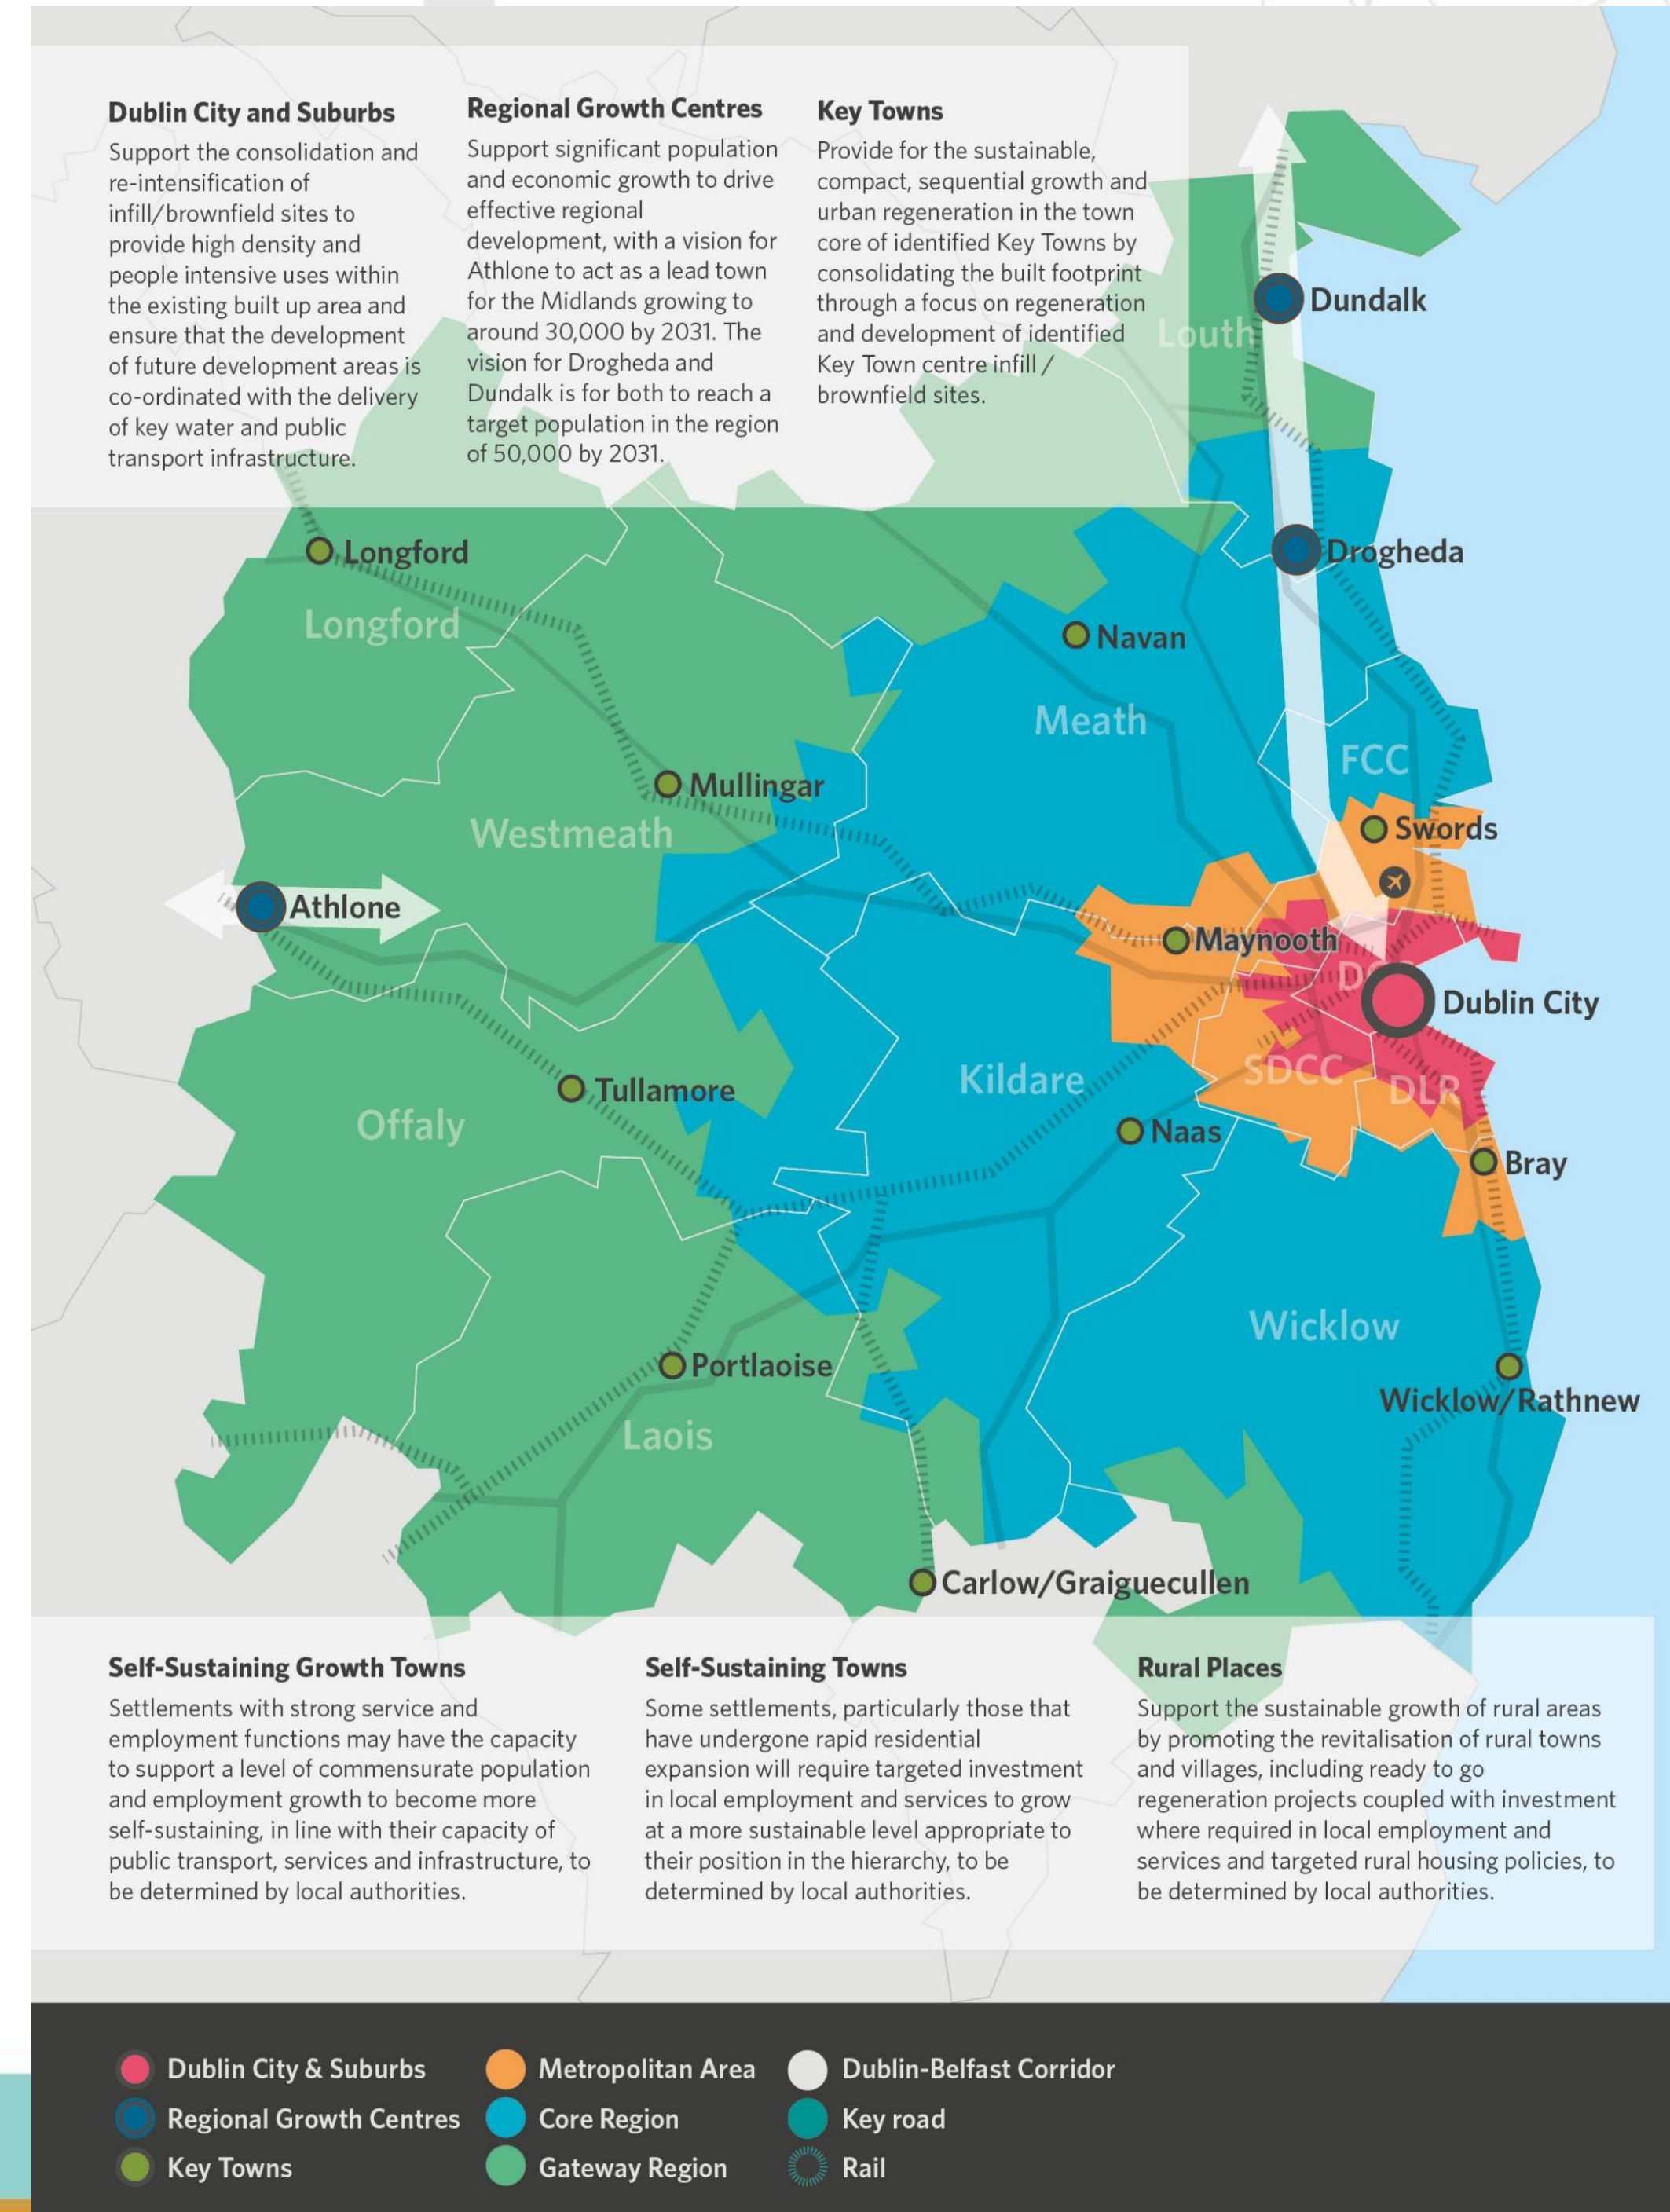 Dublin City and Suburbs
Support the consolidation and
re-intensification of
infill/brownfield sites to
provide high density and
people intensive uses within
the existing built up area and
ensure that the development
of future development areas is
co-ordinated with the delivery
of key water and public
transport infrastructure.
Regional Growth Centres
Support significant population
and economic growth to drive
effective regional
development, with a vision for
Athlone to act as a lead town
for the Midlands growing to
around 30,000 by 2031. The
vision for Drogheda and
Dundalk is for both to reach a
target population in the region
of 50,000 by 2031.
Key Towns
Provide for the sustainable,
compact, sequential growth and
urban regeneration in the town
core of identified Key Towns by
consolidating the built footprint
through a focus on regeneration
and development of identified
Key Town centre infill /
brownfield sites.
Dundalk
Louth
Longford
Drogheda
Longford
Navan
Meath
FCC
Mullingar
Swords
Westmeath
Athlone
Maynooth
Dublin City
SDCC
Kildare
DLR
Tullamore
Offaly
Naas
Bray
Wicklow
Portlaoise
Wicklow/Rathnew
Laois
Carlow/Graiguecullen
Self-Sustaining Growth Towns
Settlements with strong service and
employment functions may have the capacity
to support a level of commensurate population
and employment growth to become more
self-sustaining, in line with their capacity of
public transport, services and infrastructure, to
be determined by local authorities.
Self-Sustaining Towns
Some settlements, particularly those that
have undergone rapid residential
expansion will require targeted investment
in local employment and services to grow
at a more sustainable level appropriate to
their position in the hierarchy, to be
determined by local authorities.
Rural Places
Support the sustainable growth of rural areas
by promoting the revitalisation of rural towns
and villages, including ready to go
regeneration projects coupled with investment
where required in local employment and
services and targeted rural housing policies, to
be determined by local authorities.
Dublin City & Suburbs
Regional Growth Centres
Key Towns
Metropolitan Area
Core Region
Gateway Region
Dublin-Belfast Corridor
Key road
Rail